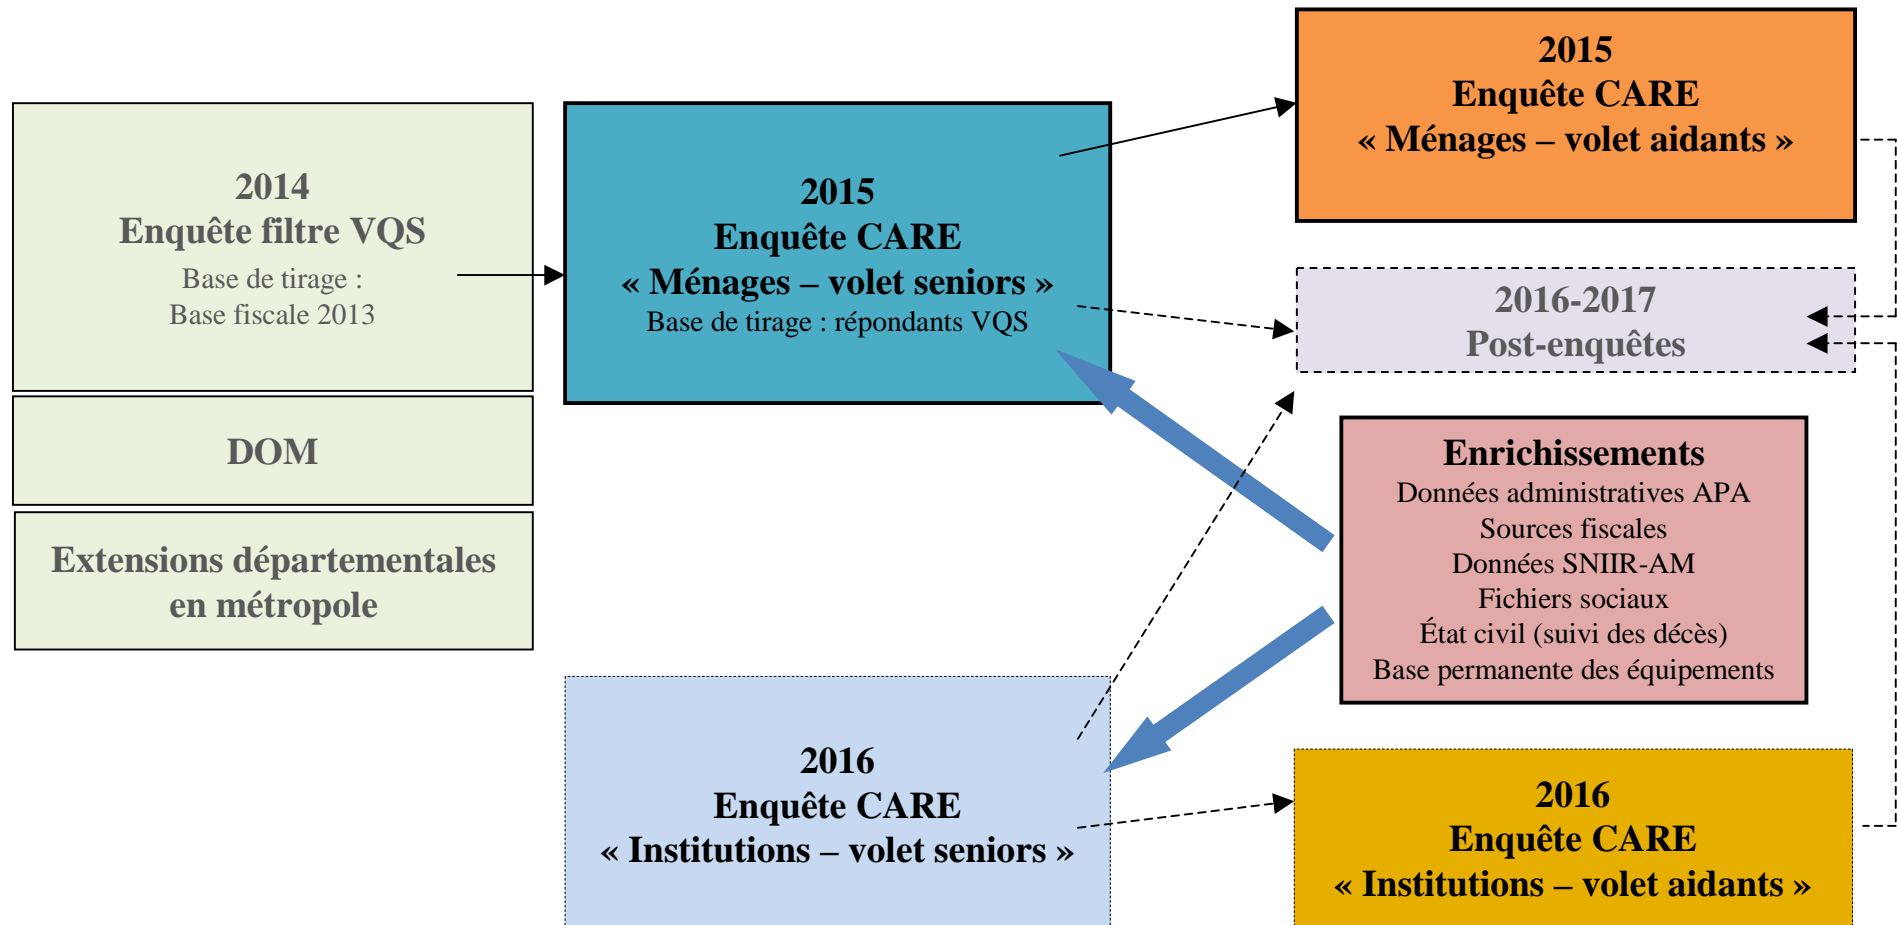 2014
Enquête filtre VQS
Base de tirage :
Base fiscale 2013
DOM
Extensions départementales
en métropole
2015
Enquête CARE
« Ménages – volet seniors »
Base de tirage : répondants VQS
2015
Enquête CARE
« Ménages – volet aidants »
2016-2017
Post-enquêtes
Enrichissements
Données administratives APA
Sources fiscales
Données SNIIR-AM
Fichiers sociaux
État civil (suivi des décès)
Base permanente des équipements
2016
Enquête CARE
« Institutions – volet seniors »
2016
Enquête CARE
« Institutions – volet aidants »